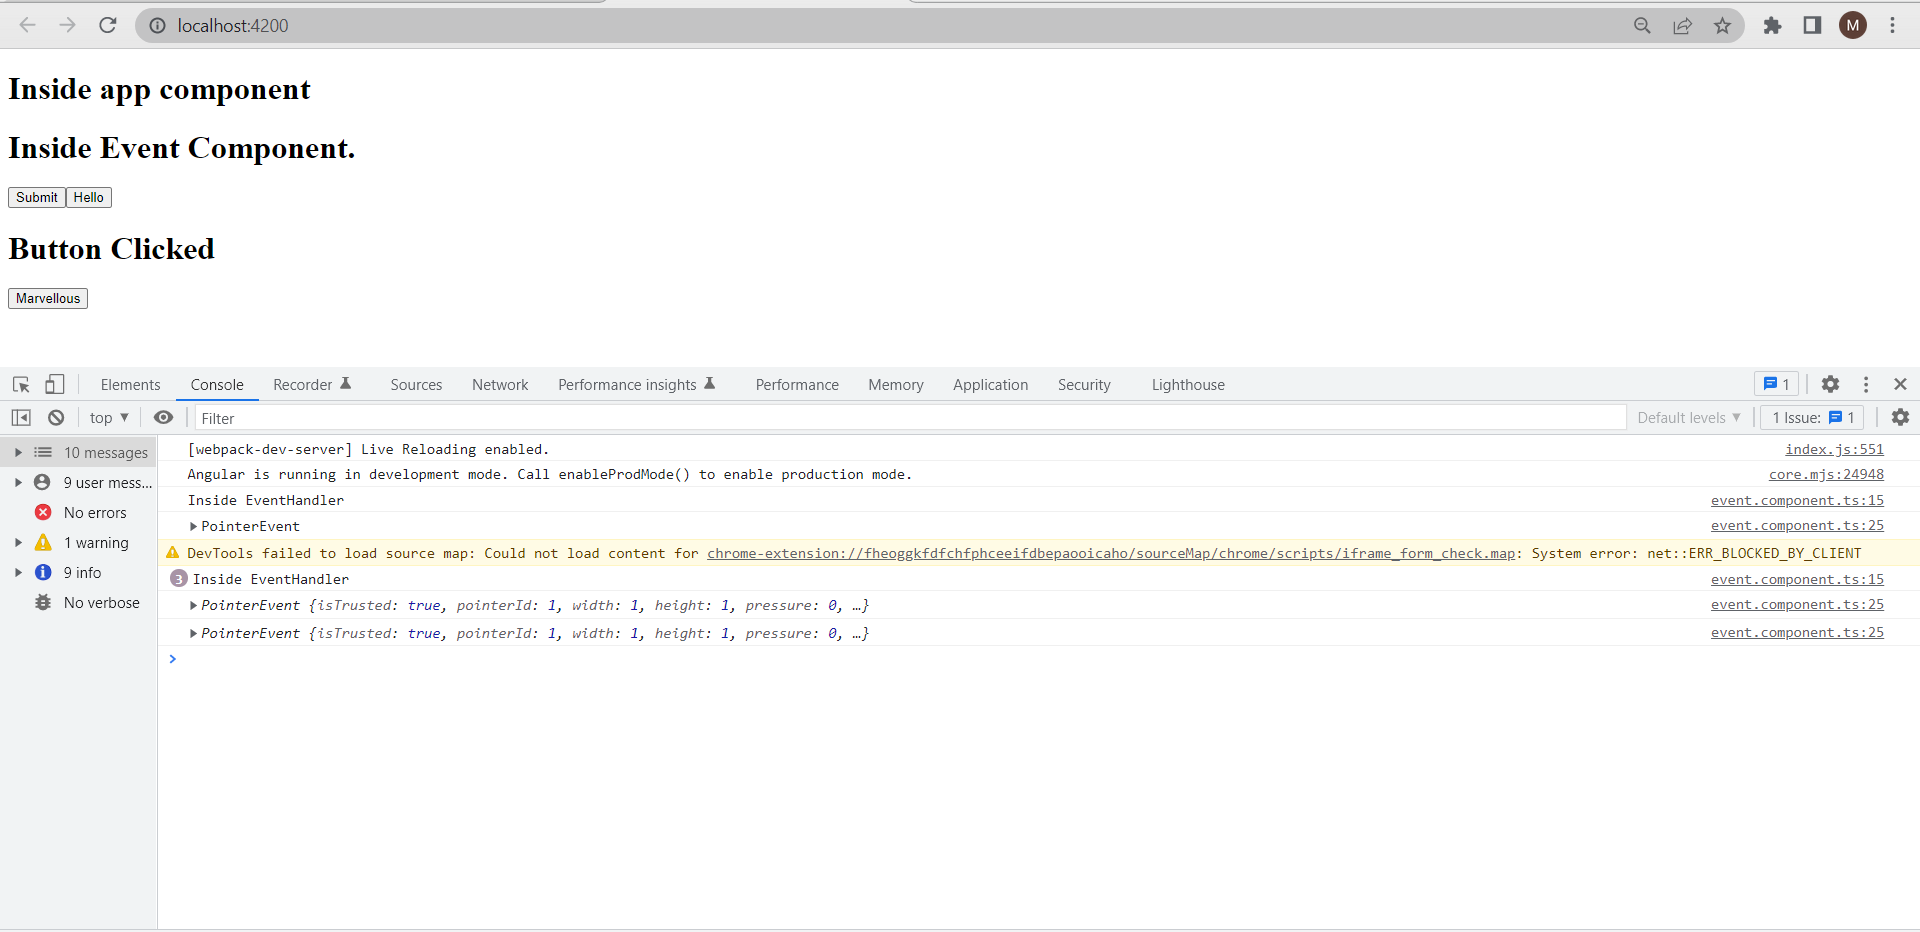 localhost:4200
M
Inside app component
Inside Event Component.
Submit Hello
Button Clicked
Marvellous
Elements Console Recorder Sources Network Performance insights Performance Memory Application Security Lighthouse 1
top ▼ Filter Default levels ▼ 1 Issue: 1
10 messages
9 user mess...
No errors
1 warning
9 info
No verbose
[webpack-dev-server] Live Reloading enabled. index.js:551
Angular is running in development mode. Call enableProdMode() to enable production mode. core.mjs:24948
Inside EventHandler event.component.ts:15
PointerEvent event.component.ts:25
DevTools failed to load source map: Could not load content for chrome-extension://fheoggkfdfchfphceeifdbepaooicaho/sourceMap/chrome/scripts/iframe_form_check.map: System error: net::ERR_BLOCKED_BY_CLIENT
3 Inside EventHandler event.component.ts:15
PointerEvent {isTrusted: true, pointerId: 1, width: 1, height: 1, pressure: 0, …} event.component.ts:25
PointerEvent {isTrusted: true, pointerId: 1, width: 1, height: 1, pressure: 0, …} event.component.ts:25